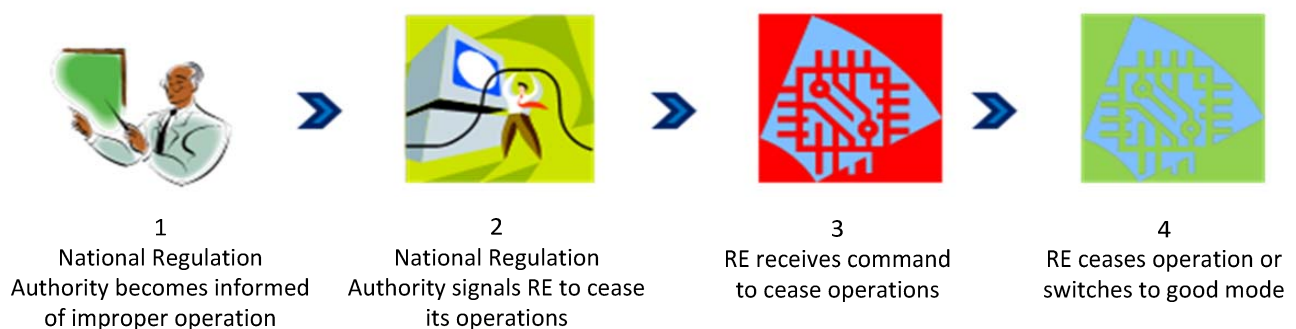 1
National Regulation
Authority becomes informed
of improper operation
2
National Regulation
Authority signals RE to cease
its operations
3
RE receives command
to cease operations
4
RE ceases operation or
switches to good mode